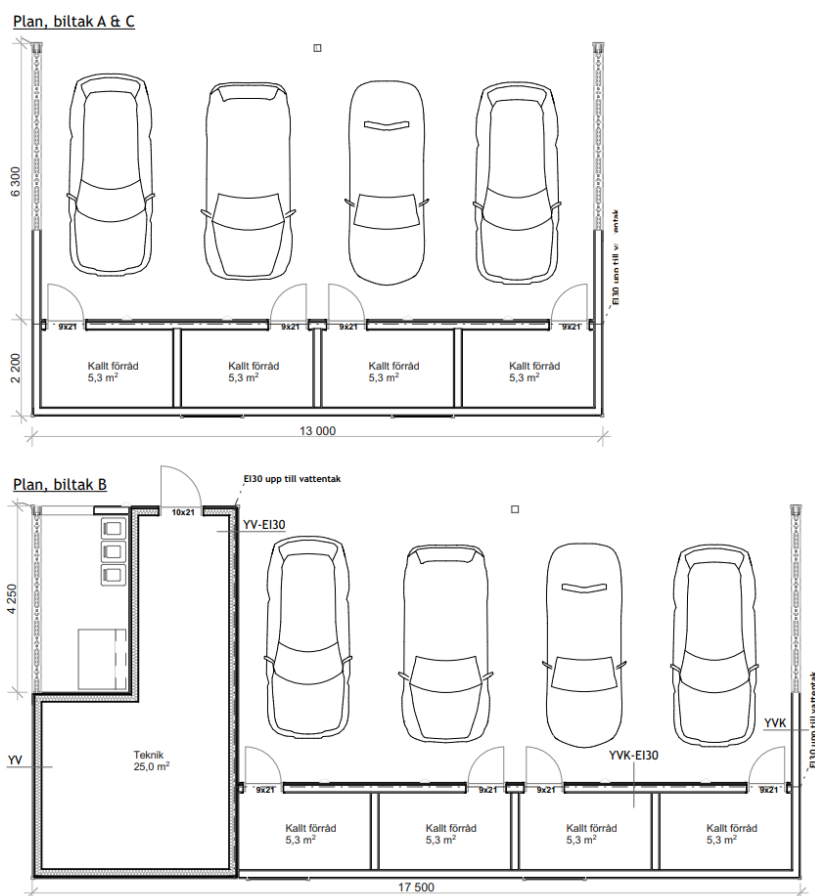 Plan, biltak A & C
6 300
EI30 upp till v
9x21
9x21
9x21
9x21
2 200
Kallt förråd
5,3 m²
Kallt förråd
5,3 m²
Kallt förråd
5,3 m²
Kallt förråd
5,3 m²
13 000
Plan, biltak B
EI30 upp till vattentak
10x21
YV-EI30
4 250
EI30 upp till vattentak
YVK
YVK-EI30
YV
Teknik
25,0 m²
9x21
9x21
9x21
9x21
Kallt förråd
5,3 m²
Kallt förråd
5,3 m²
Kallt förråd
5,3 m²
Kallt förråd
5,3 m²
17 500